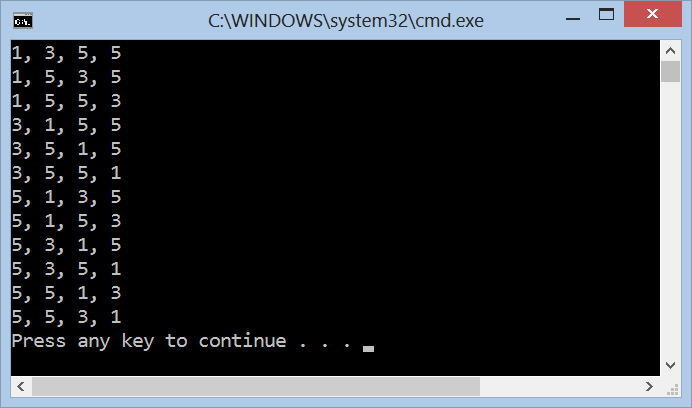 C:\WINDOWS\system32\cmd.exe
1, 3, 5, 5
1, 5, 3, 5
1, 5, 5, 3
3, 1, 5, 5
3, 5, 1, 5
3, 5, 5, 1
5, 1, 3, 5
5, 1, 5, 3
5, 3, 1, 5
5, 3, 5, 1
5, 5, 1, 3
5, 5, 3, 1
Press any key to continue . . .